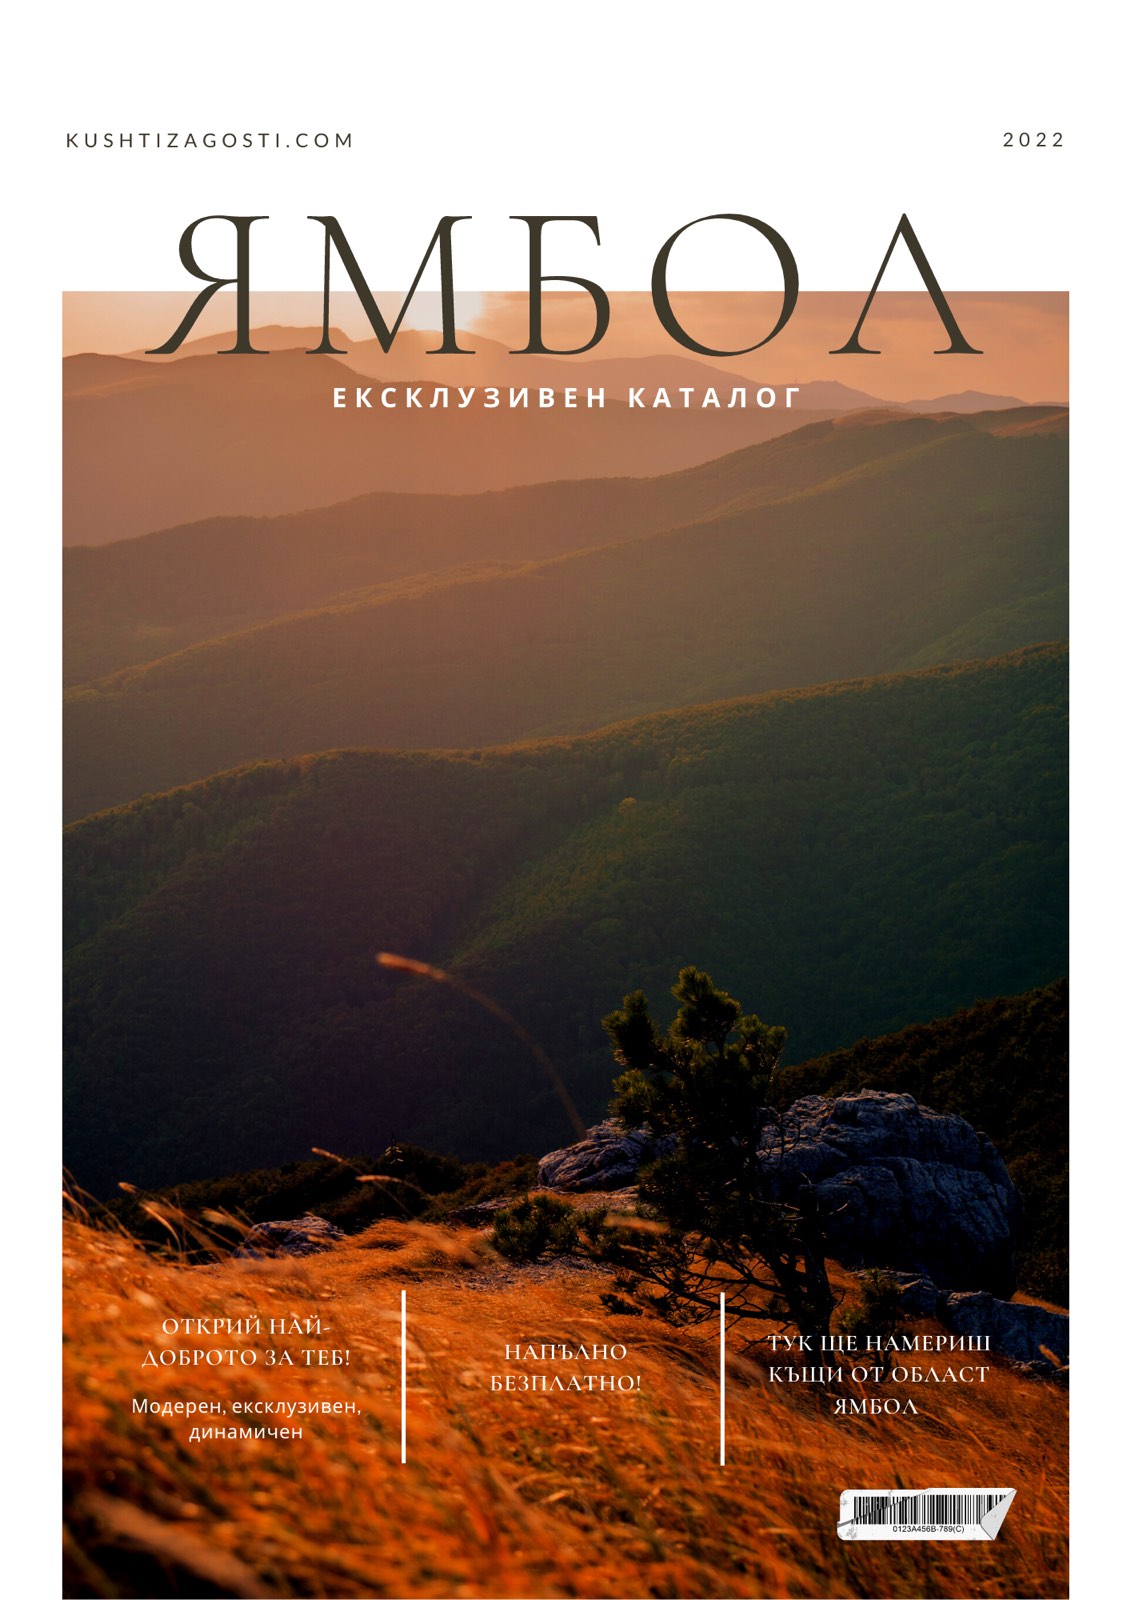 KUSHTIZAGOSTI.COM
2022
ЯМБОЛ
ЕКСКЛУЗИВЕН КАТАЛОГ
ОТКРИЙ НАЙ-
ДОБРОТО ЗА ТЕБ!
Модерен, ексклузивен,
динамичен
НАПЪЛНО
БЕЗПЛАТНО!
ТУК ЩЕ НАМЕРИШ
КЪЩИ ОТ ОБЛАСТ
ЯМБОЛ
0123A456B-789(C)